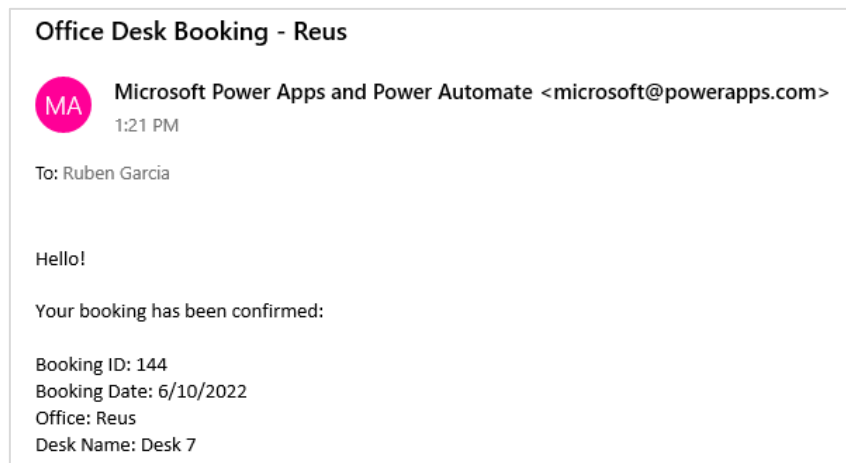 Office Desk Booking - Reus
MA
Microsoft Power Apps and Power Automate <microsoft@powerapps.com>
1:21 PM
To: Ruben Garcia
Hello!
Your booking has been confirmed:
Booking ID: 144
Booking Date: 6/10/2022
Office: Reus
Desk Name: Desk 7